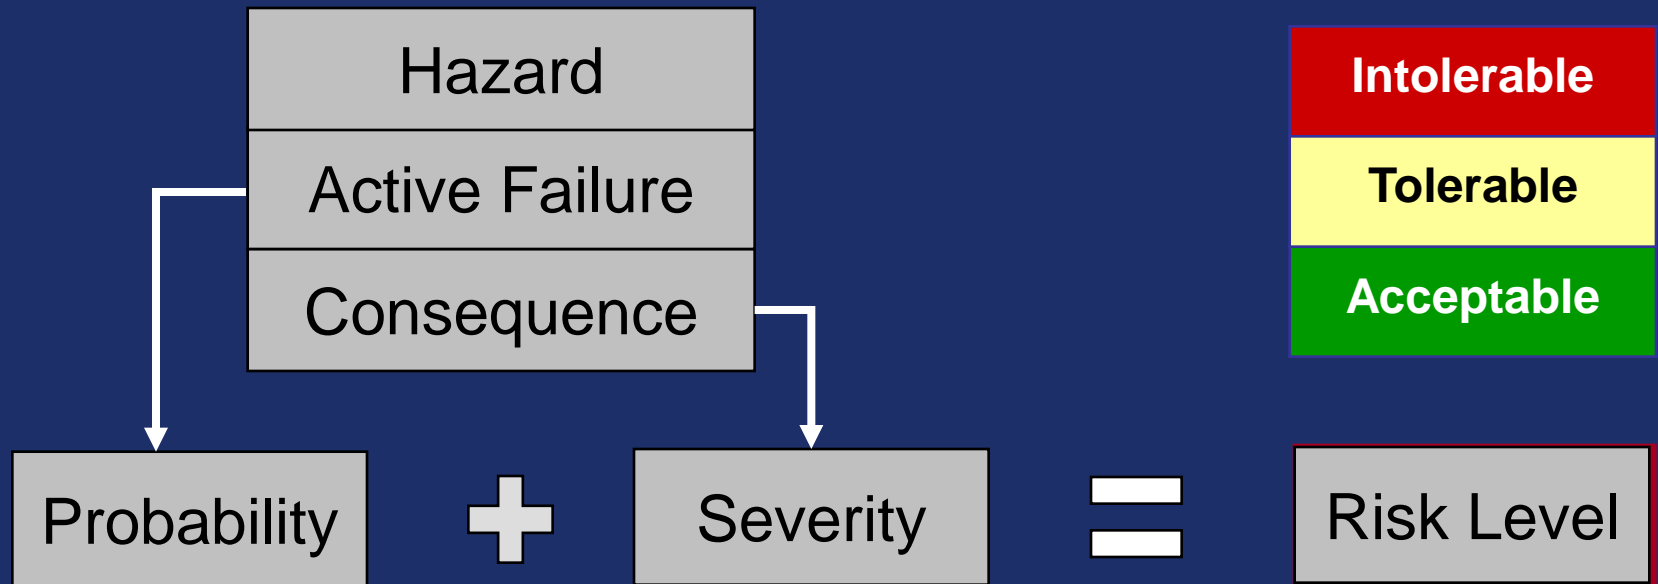 Hazard
Active Failure
Consequence
Intolerable
Tolerable
Acceptable
Probability
+
Severity
=
Risk Level